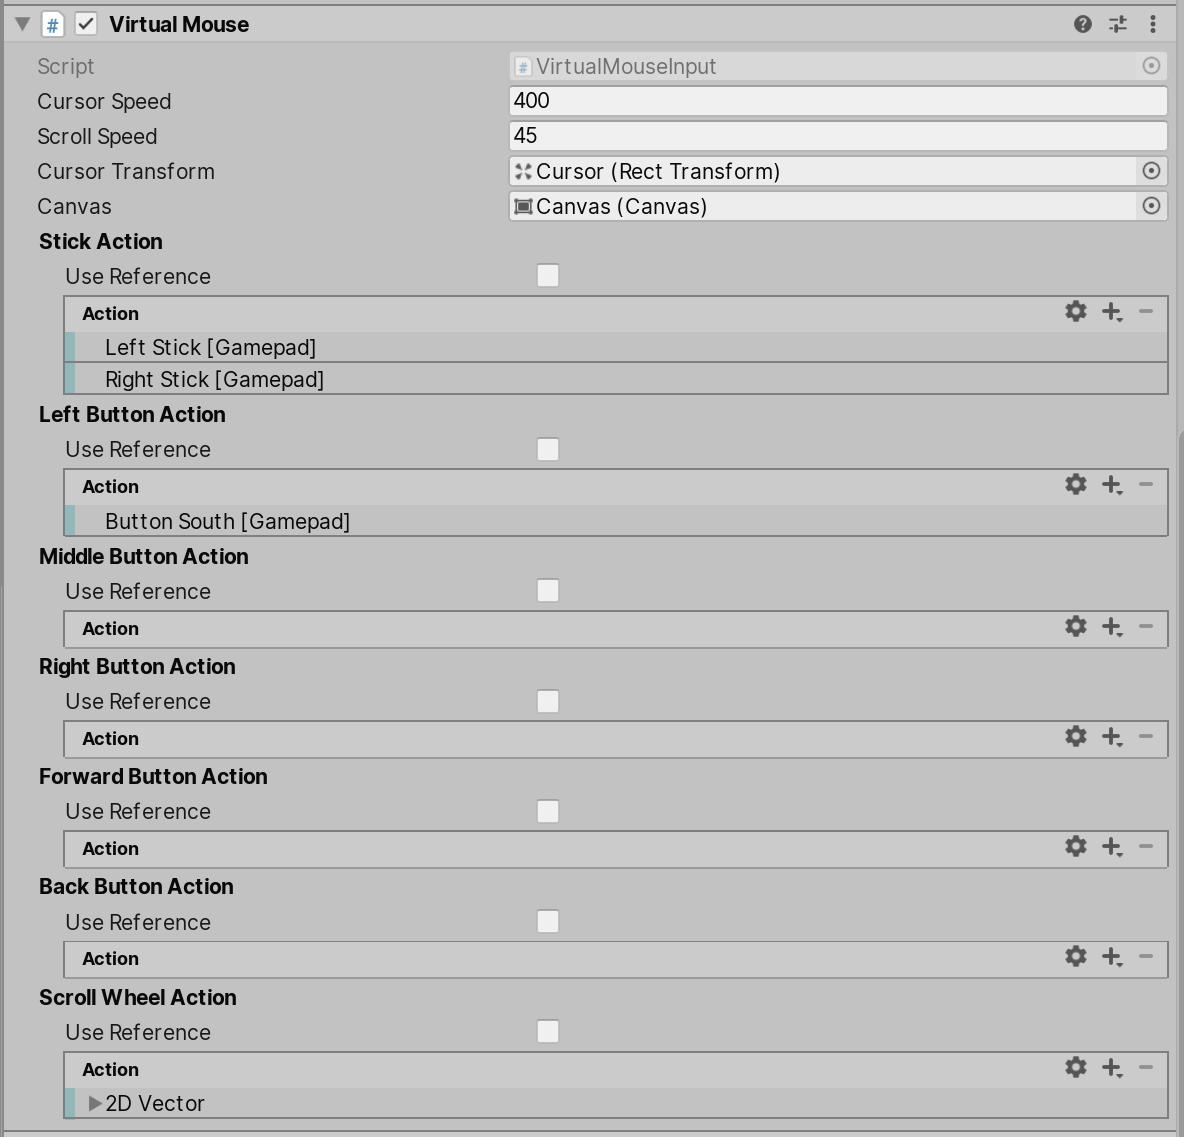 Virtual Mouse
Script VirtualMouseInput
Cursor Speed 400
Scroll Speed 45
Cursor Transform Cursor (Rect Transform)
Canvas Canvas (Canvas)
Stick Action
Use Reference
Action
Left Stick [Gamepad]
Right Stick [Gamepad]
Left Button Action
Use Reference
Action
Button South [Gamepad]
Middle Button Action
Use Reference
Action
Right Button Action
Use Reference
Action
Forward Button Action
Use Reference
Action
Back Button Action
Use Reference
Action
Scroll Wheel Action
Use Reference
Action
2D Vector